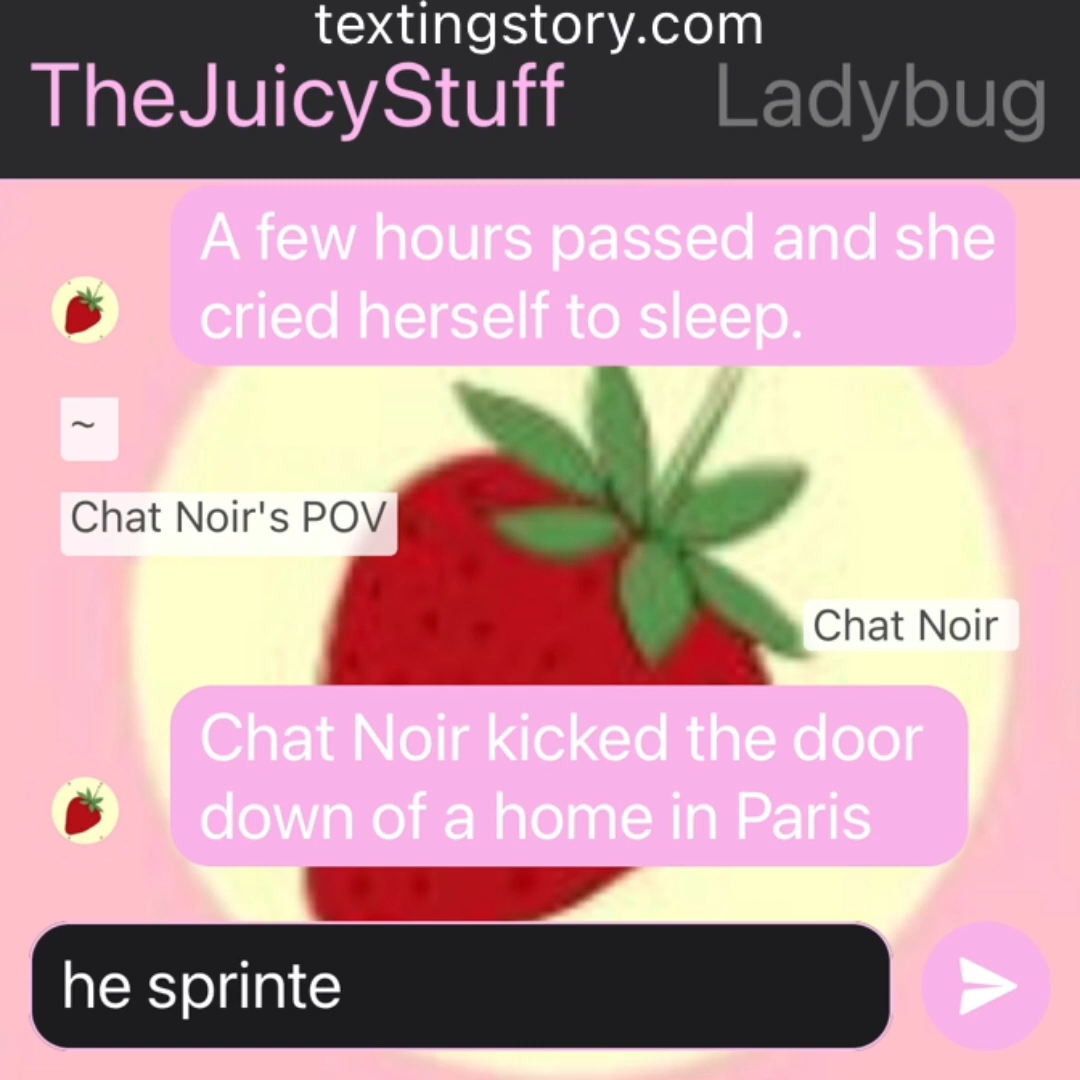 textingstory.com
TheJuicyStuff Ladybug
A few hours passed and she
cried herself to sleep.
~
Chat Noir's POV
Chat Noir
Chat Noir kicked the door
down of a home in Paris
he sprinte